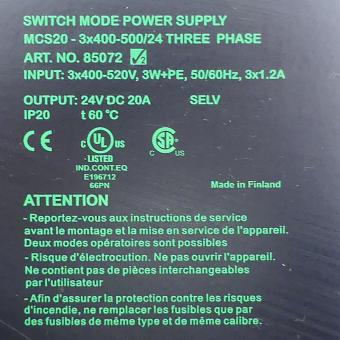 SWITCH MODE POWER SUPPLY
MCS20 - 3x400-500/24 THREE PHASE
ART. NO. 85072
INPUT: 3x400-520V, 3W+PE, 50/60Hz, 3x1.2A
OUTPUT: 24V DC 20A SELV
IP20 t 60°C
CE C UL US C SA US
LISTED
IND.CONT.EQ
E196712
66PN
Made in Finland
ATTENTION
- Reportez-vous aux instructions de service
avant le montage et la mise en service de l'appareil.
Deux modes opératoires sont possibles
- Risque d'électrocution. Ne pas ouvrir l'appareil.
Ne contient pas de pièces interchangeables
par l'utilisateur
- Afin d'assurer la protection contre les risques
d'incendie, ne remplacer les fusibles que par
des fusibles de même type et de même calibre.